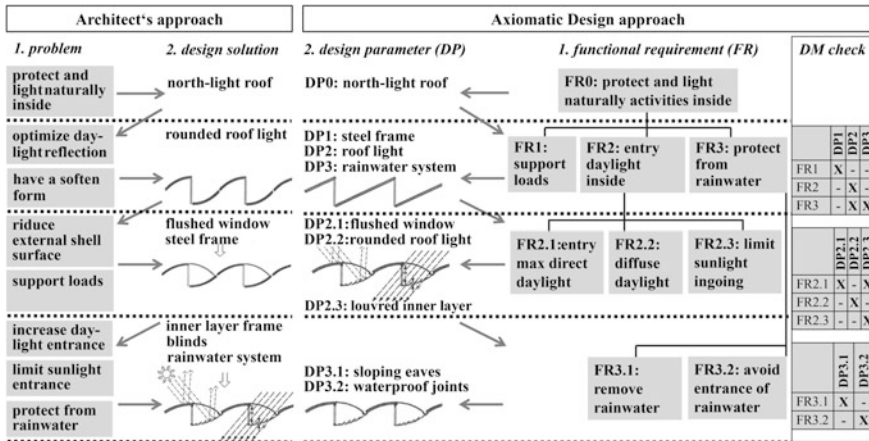 Architect's approach
Axiomatic Design approach
1. problem
2. design solution
2. design parameter (DP)
1. functional requirement (FR)
DM check
protect and
light naturally
inside
north-light roof
DP0: north-light roof
FR0: protect and light
naturally activities inside
optimize day-
light reflection
rounded roof light
have a soften
form
DP1: steel frame
DP2: roof light
DP3: rainwater system
FR1:
support
loads
FR2: entry
daylight
inside
FR3: protect
from
rainwater
DP1 DP2 DP3
FR1 X - -
FR2 - X -
FR3 - X X
riduce
external shell
surface
flushed window
steel frame
support loads
DP2.1:flushed window
DP2.2:rounded roof light
DP2.3: louvred inner layer
FR2.1:entry
max direct
daylight
FR2.2:
diffuse
daylight
FR2.3: limit
sunlight
ingoing
DP2.1 DP2.2 DP2.3
FR2.1 X - X
FR2.2 - X -
FR2.3 - - X
increase day-
light entrance
limit sunlight
entrance
protect from
rainwater
inner layer frame
blinds
rainwater system
DP3.1: sloping eaves
DP3.2: waterproof joints
FR3.1:
remove
rainwater
FR3.2: avoid
entrance of
rainwater
DP3.1 DP3.2
FR3.1 X -
FR3.2 - X